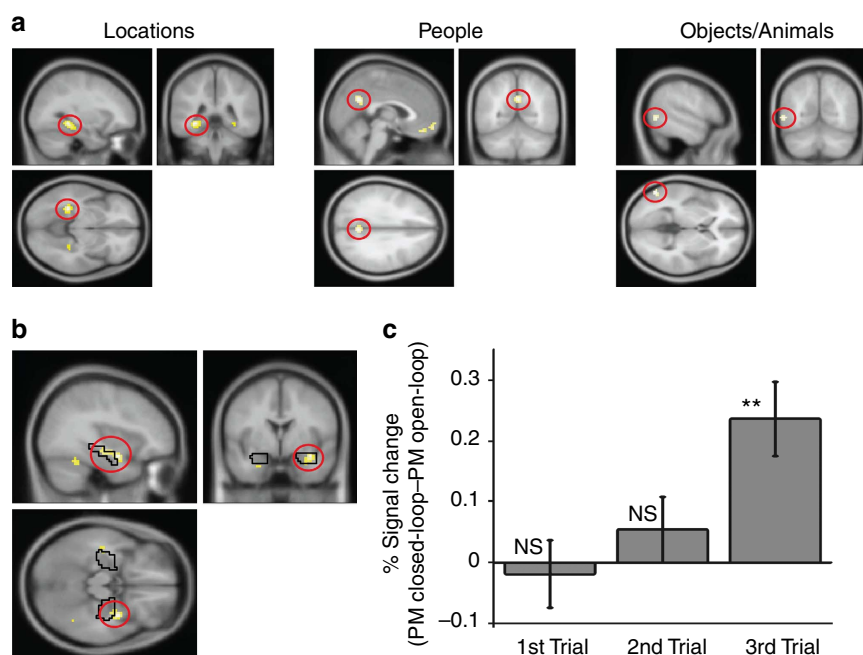 a
Locations
People
Objects/Animals
b
c
% Signal change
(PM closed-loop–PM open-loop)
0.3
0.2
0.1
0
–0.1
NS
NS
**
1st Trial
2nd Trial
3rd Trial